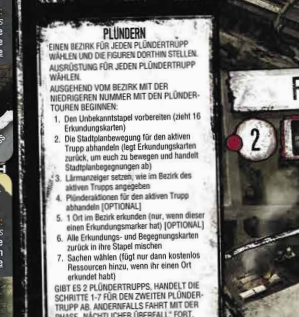 PLÜNDERN
EINEN BEZIRK FÜR JEDEN PLÜNDERTRUPP
WÄHLEN UND DIE FIGUREN DORTHIN STELLEN.
AUSRÜSTUNG FÜR JEDEN PLÜNDERTRUPP
WÄHLEN.
AUSGEHEND VOM BEZIRK MIT DER
NIEDRIGEREN NUMMER MIT DEN PLÜNDER-
TOUREN BEGINNEN:
1. Den Unbekanntstapel vorbereiten (zieht 16
Erkundungskarten)
2. Die Stadtplanbewegung für den aktiven
Trupp abhandeln (legt Erkundungskarten
zurück, um euch zu bewegen und handelt
Stadtplanbegegnungen ab)
3. Lärmanzeiger setzen, wie im Bezirk des
aktiven Trupps angegeben
4. Plünderaktionen für den aktiven Trupp
abhandeln [OPTIONAL]
5. 1 Ort im Bezirk erkunden (nur, wenn dieser
einen Erkundungsmarker hat) [OPTIONAL]
6. Alle Erkundungs- und Begegnungskarten
zurück in ihre Stapel mischen
7. Sachen wählen (fügt nur dann kostenlos
Ressourcen hinzu, wenn ihr einen Ort
erkundet habt)
GIBT ES 2 PLÜNDERTRUPPS, HANDELT DIE
SCHRITTE 1-7 FÜR DEN ZWEITEN PLÜNDER-
TRUPP AB. ANDERNFALLS FAHRT MIT DER
PHASE „NÄCHTLICHER ÜBERFALL" FORT.
2